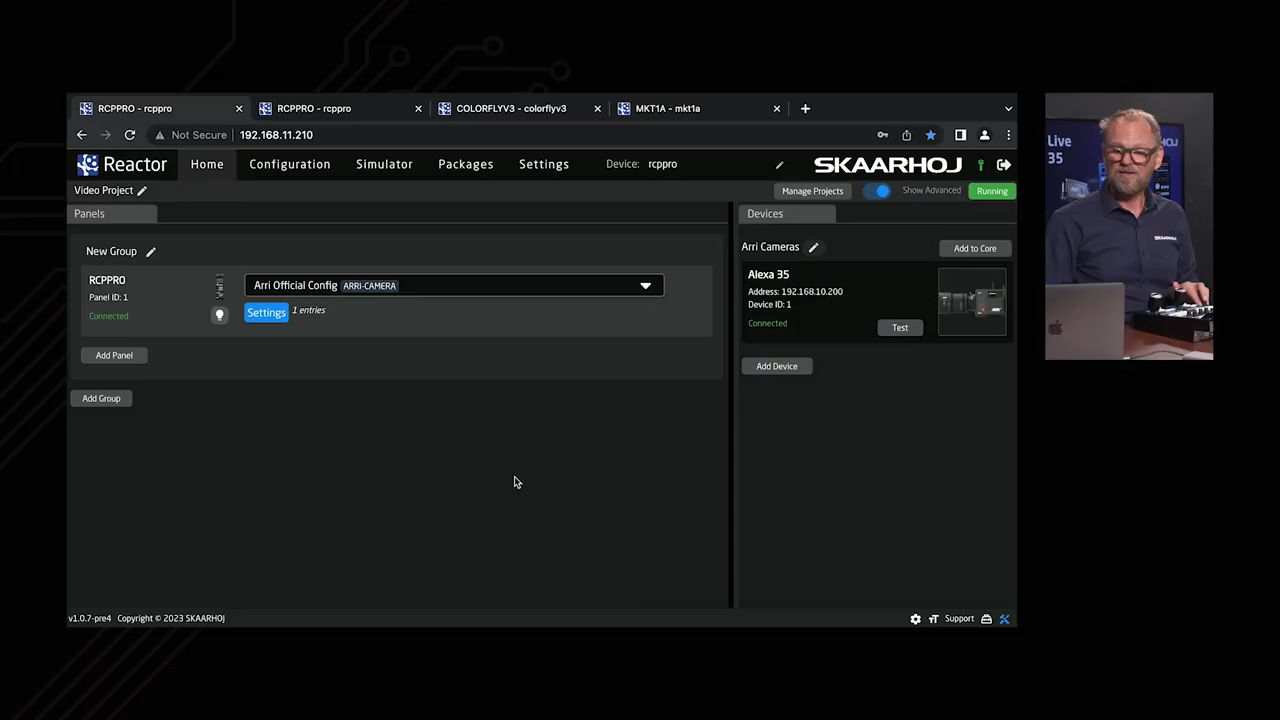 RCPPRO - rcppro
RCPPRO - rcppro
COLORFLYV3 - colorflyv3
MKT1A - mkt1a
Not Secure
192.168.11.210
Reactor
Home
Configuration
Simulator
Packages
Settings
Device: rcppro
SKAARHOJ
Video Project
Manage Projects
Show Advanced
Running
Panels
New Group
RCPPRO
Panel ID: 1
Connected
Arri Official Config ARRI-CAMERA
Settings
1 entries
Add Panel
Add Group
Devices
Arri Cameras
Add to Core
Alexa 35
Address: 192.168.10.200
Device ID: 1
Connected
Test
Add Device
v1.0.7-pre4 Copyright © 2023 SKAARHOJ
Support
Live
35
SKAARHOJ